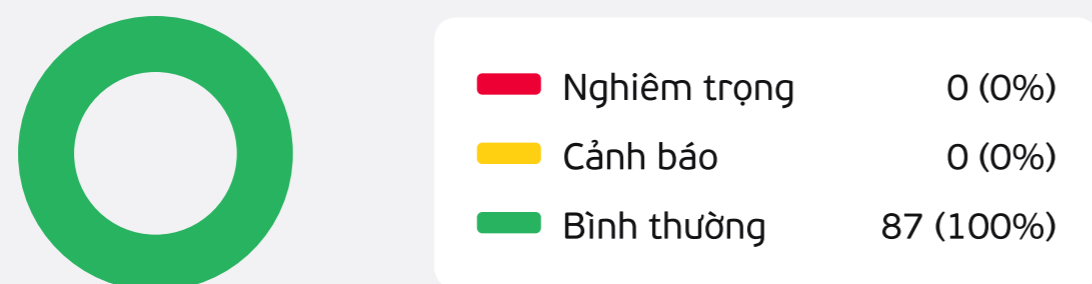 Nghiêm trọng 0 (0%)
Cảnh báo 0 (0%)
Bình thường 87 (100%)